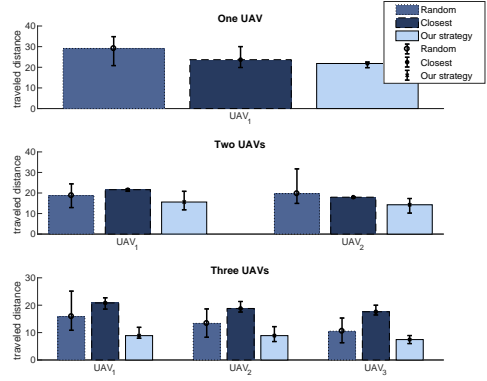 One UAV
Random
Closest
Our strategy
Random
Closest
Our strategy
traveled distance
40
30
20
10
0
UAV1
Two UAVs
traveled distance
40
30
20
10
0
UAV1 UAV2
Three UAVs
traveled distance
30
20
10
0
UAV1 UAV2 UAV3